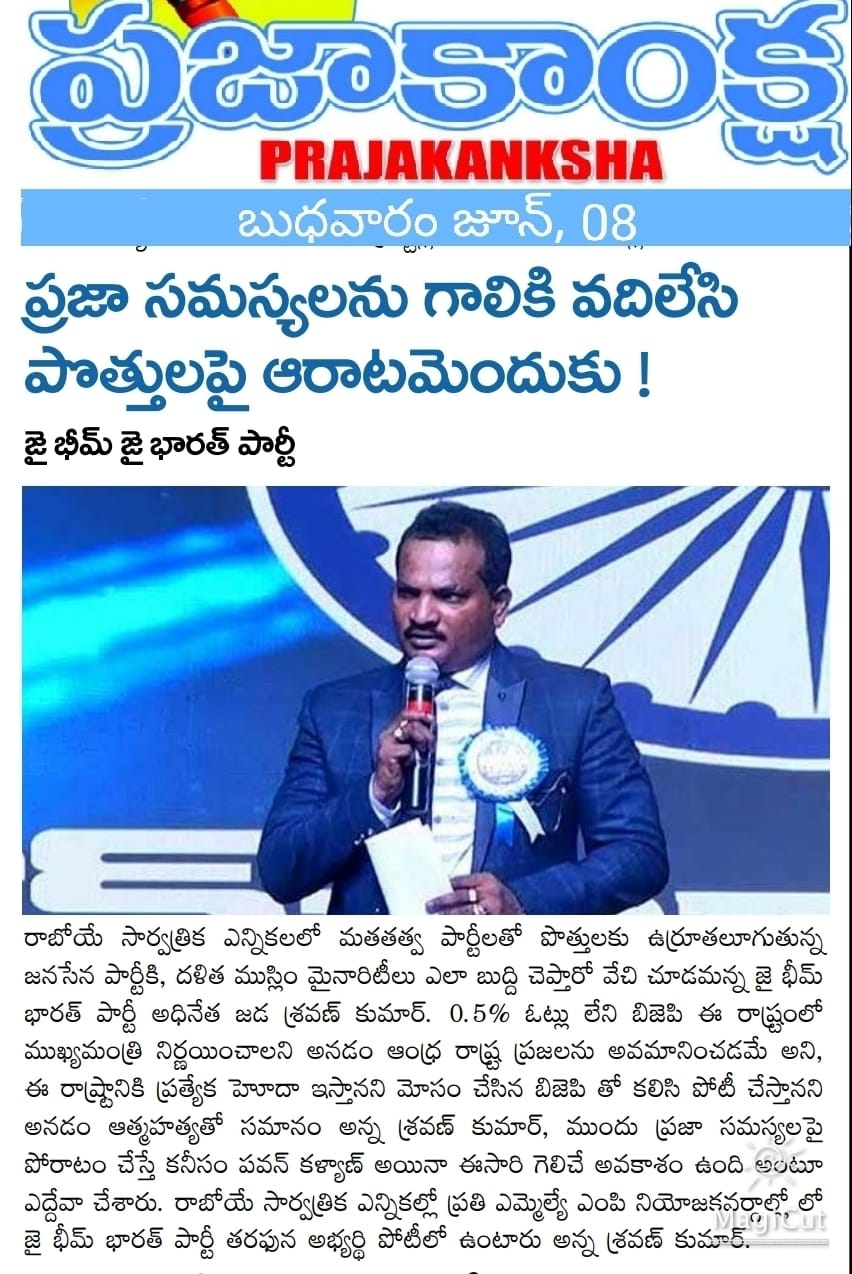 ప్రజాకాంక్ష
PRAJAKANKSHA
బుధవారం జూన్, 08
ప్రజా సమస్యలను గాలికి వదిలేసి
పొత్తులపై ఆరాటమెందుకు !
జై భీమ్ జై భారత్ పార్టీ
రాబోయే సార్వత్రిక ఎన్నికలలో మతతత్వ పార్టీలతో పొత్తులకు ఉర్రూతలూగుతున్న
జనసేన పార్టీకి, దళిత ముస్లిం మైనారిటీలు ఎలా బుద్ది చెప్తారో వేచి చూడమన్న జై భీమ్
భారత్ పార్టీ అధినేత జడ శ్రవణ్ కుమార్. 0.5% ఓట్లు లేని బిజెపి ఈ రాష్ట్రంలో
ముఖ్యమంత్రి నిర్ణయించాలని అనడం ఆంధ్ర రాష్ట్ర ప్రజలను అవమానించడమే అని,
ఈ రాష్ట్రానికి ప్రత్యేక హెూదా ఇస్తానని మోసం చేసిన బిజెపి తో కలిసి పోటీ చేస్తానని
అనడం ఆత్మహత్యతో సమానం అన్న శ్రవణ్ కుమార్, ముందు ప్రజా సమస్యలపై
పోరాటం చేస్తే కనీసం పవన్ కళ్యాణ్ అయినా ఈసారి గెలిచే అవకాశం ఉంది అంటూ
ఎద్దేవా చేశారు. రాబోయే సార్వత్రిక ఎన్నికల్లో ప్రతి ఎమ్మెల్యే ఎంపి నియోజకవర్గాల్లో లో
జై భీమ్ భారత్ పార్టీ తరఫున అభ్యర్థి పోటీలో ఉంటారు అన్న శ్రవణ్ కుమార్.
MagiCut